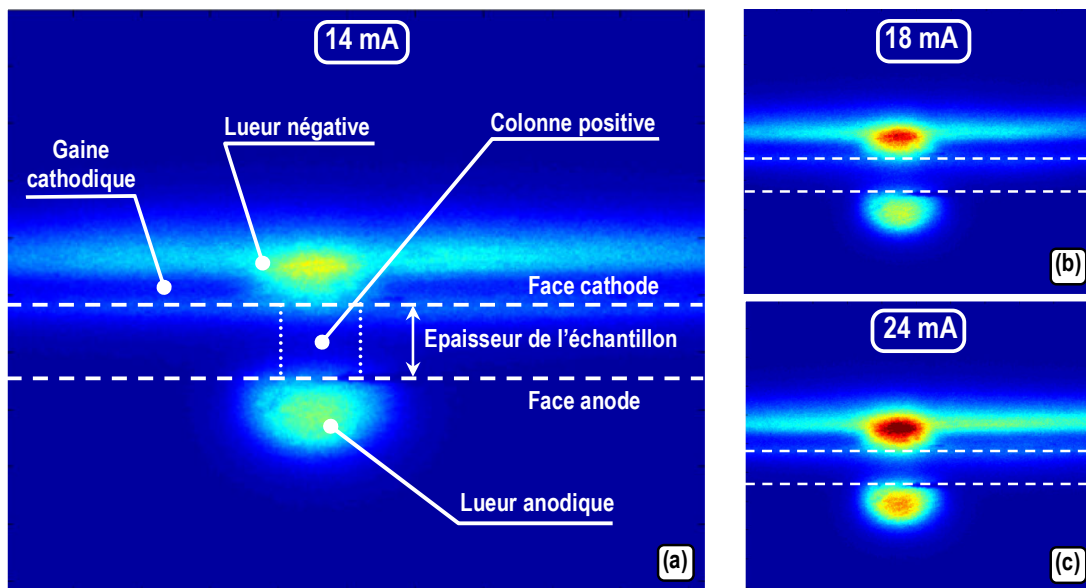 14 mA
Lueur négative
Colonne positive
Gaine
cathodique
Face cathode
Epaisseur de l'échantillon
Face anode
Lueur anodique
(a)
18 mA
(b)
24 mA
(c)